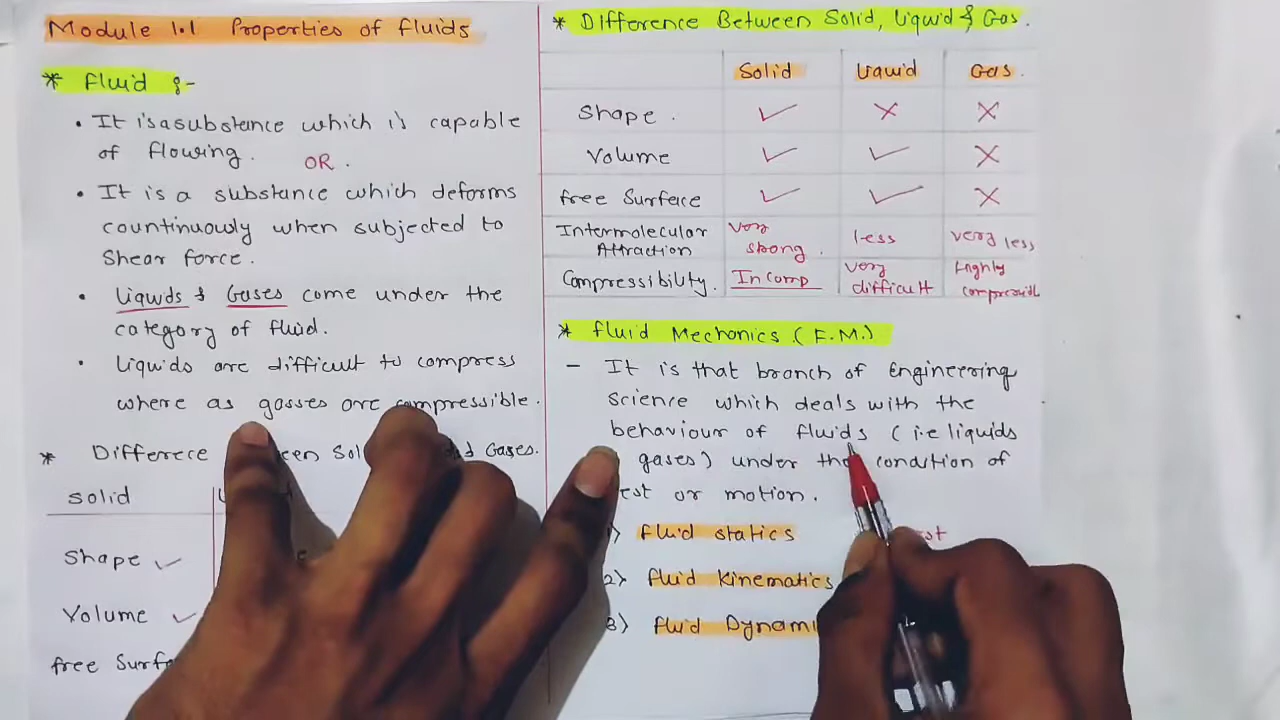 Module 1.1 Properties of fluids
* Fluid :-
• It is a substance which is capable
of flowing. OR.
• It is a substance which deforms
countinuowly when subjected to
Shear force.
• Liquids & Gases come under the
category of fluid.
• Liquids are difficult to compress
where as gasses are compressible.
* Differece Gases.
Solid
Shape ✓
Volume ✓
free
* Difference Between Solid, Liquid & Gas.
Solid Liquid Gas.
Shape. ✓ × ×
Volume ✓ ✓ ×
free Surface ✓ ✓ ×
Intermolecular Attraction very strong. less very less
Compressibility. Incomp very difficult Highly
* Fluid Mechanics (F.M.)
- It is that branch of Engineering
Science which deals with the
behaviour of fluids (i.e liquids
gases) under the condition of
or motion.
fluid statics
2) fluid Kinematics
3) fluid